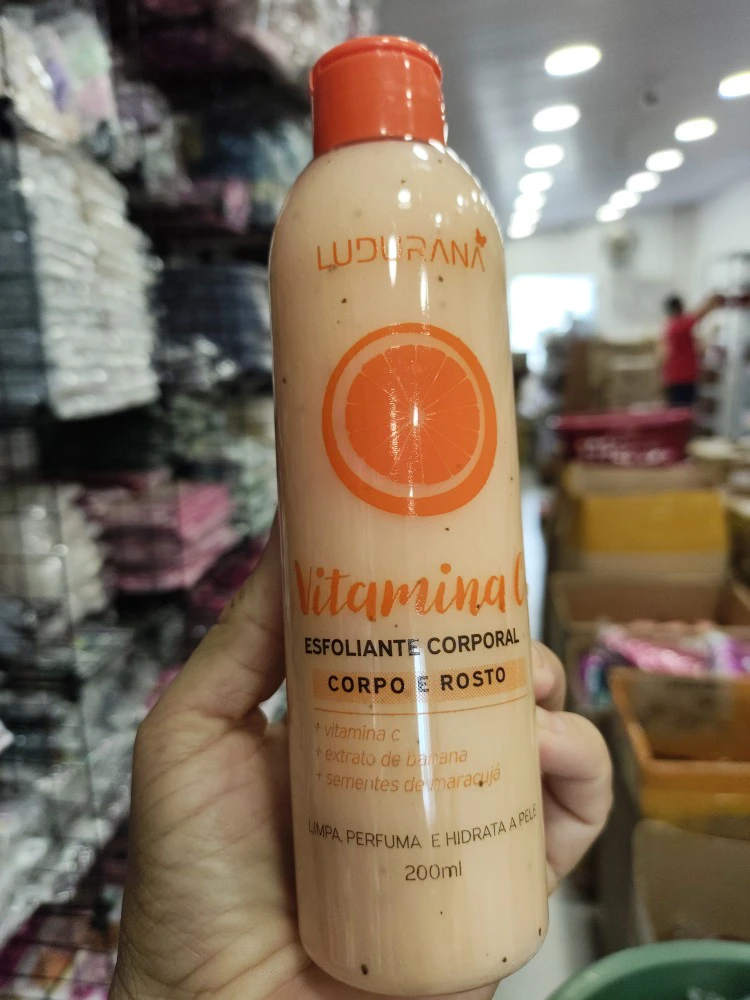 LUDURANA
Vitamina C
ESFOLIANTE CORPORAL
CORPO E ROSTO
+ vitamina c
+ extrato de banana
+ sementes de maracujá
LIMPA, PERFUMA E HIDRATA A PELE
200ml